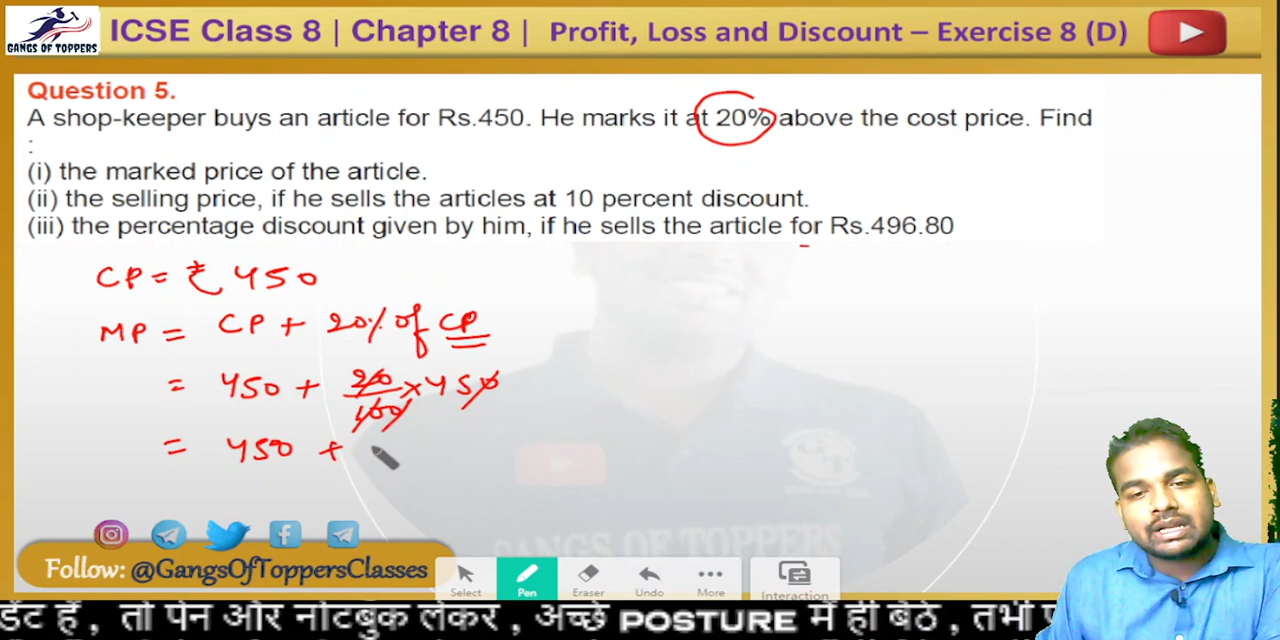 GANGS OF TOPPERS
ICSE Class 8 | Chapter 8 | Profit, Loss and Discount – Exercise 8 (D)
Question 5.
A shop-keeper buys an article for Rs.450. He marks it at 20% above the cost price. Find
:
(i) the marked price of the article.
(ii) the selling price, if he sells the articles at 10 percent discount.
(iii) the percentage discount given by him, if he sells the article for Rs.496.80
CP = ₹ 450
MP = CP + 20% of CP
= 450 + 20/100 × 450
= 450 +
GANGS OF TOPPERS
Follow: @GangsOfToppersClasses
Select Pen Eraser Undo More Interaction
डेंट हैं , तो पेन और नोटबुक लेकर , अच्छे POSTURE में ही बैठे , तभी